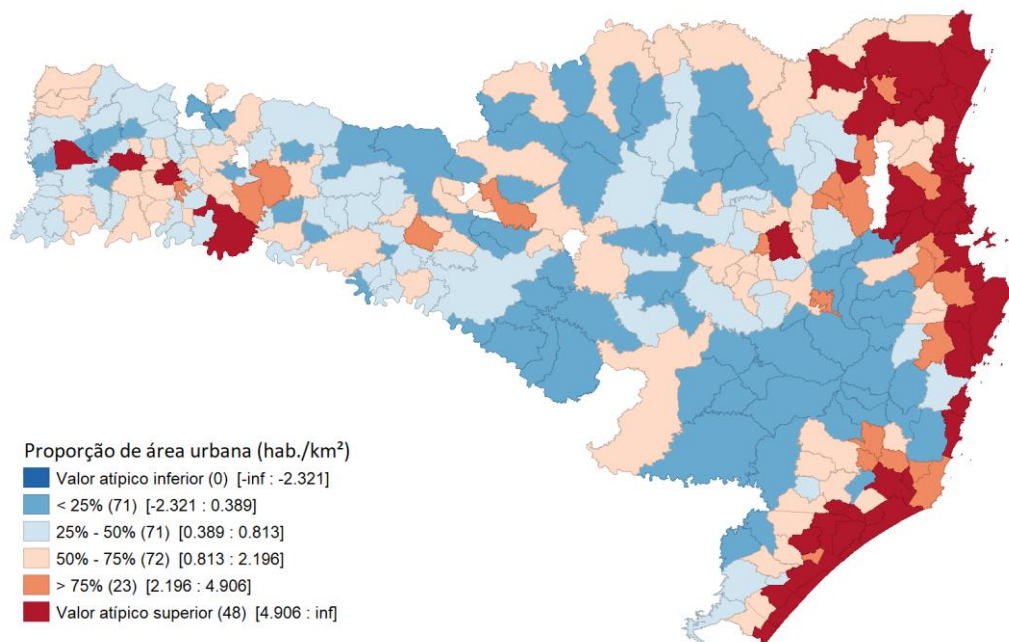 Proporção de área urbana (hab./km²)
Valor atípico inferior (0) [-inf : -2.321]
< 25% (71) [-2.321 : 0.389]
25% - 50% (71) [0.389 : 0.813]
50% - 75% (72) [0.813 : 2.196]
> 75% (23) [2.196 : 4.906]
Valor atípico superior (48) [4.906 : inf]